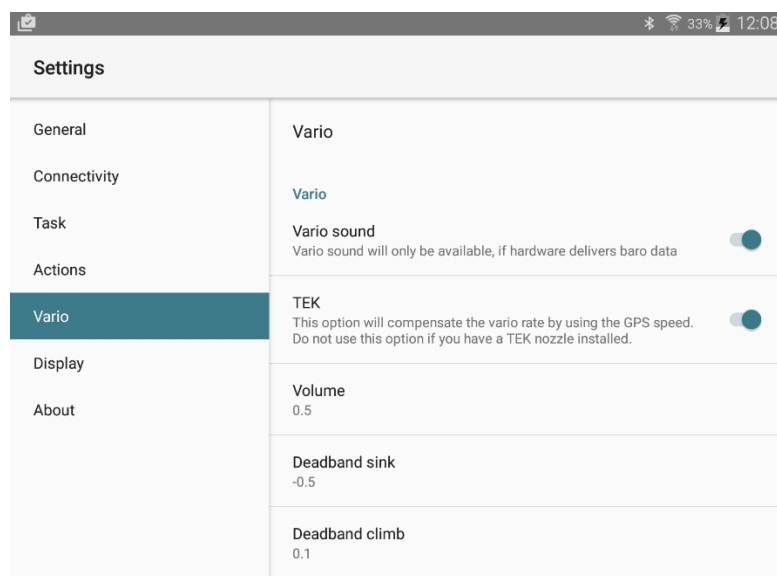 33% 12:08
Settings
General
Connectivity
Task
Actions
Vario
Display
About
Vario
Vario
Vario sound
Vario sound will only be available, if hardware delivers baro data
TEK
This option will compensate the vario rate by using the GPS speed.
Do not use this option if you have a TEK nozzle installed.
Volume
0.5
Deadband sink
-0.5
Deadband climb
0.1